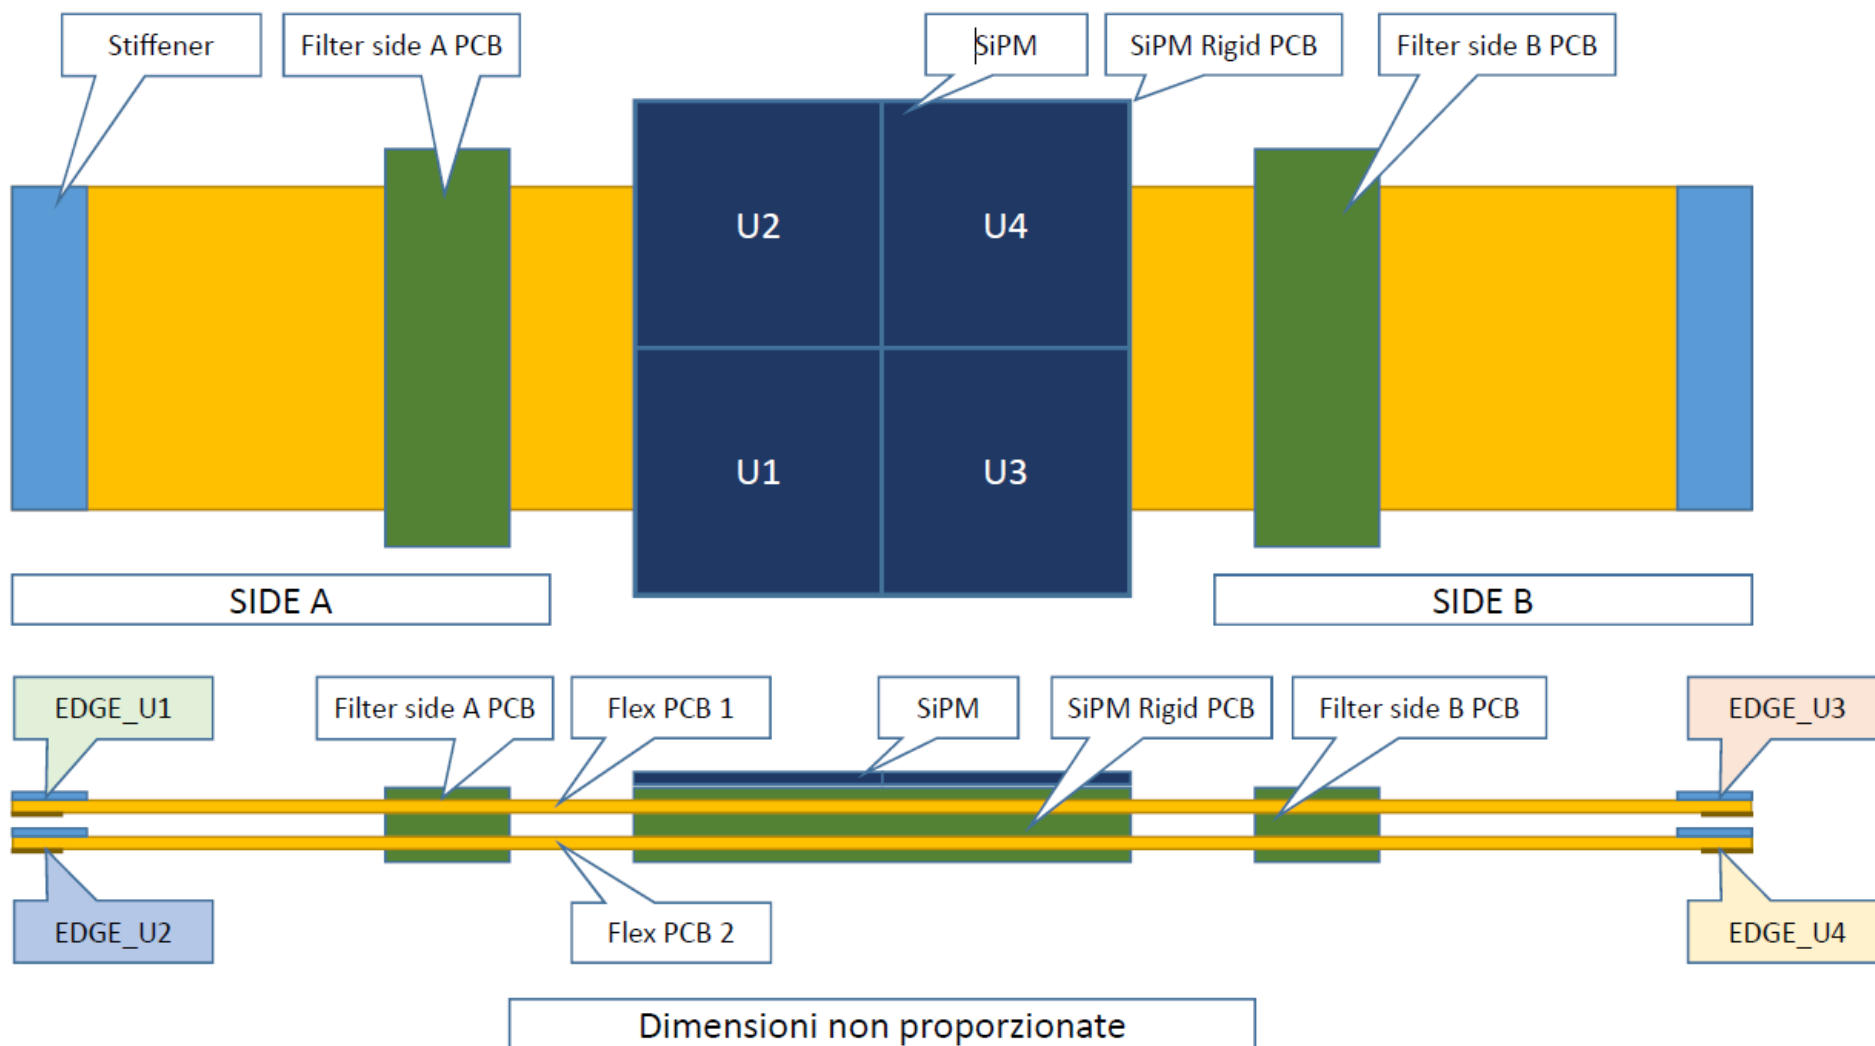 Stiffener
Filter side A PCB
SiPM
SiPM Rigid PCB
Filter side B PCB
U2
U4
U1
U3
SIDE A
SIDE B
EDGE_U1
Filter side A PCB
Flex PCB 1
SiPM
SiPM Rigid PCB
Filter side B PCB
EDGE_U3
EDGE_U2
Flex PCB 2
EDGE_U4
Dimensioni non proporzionate